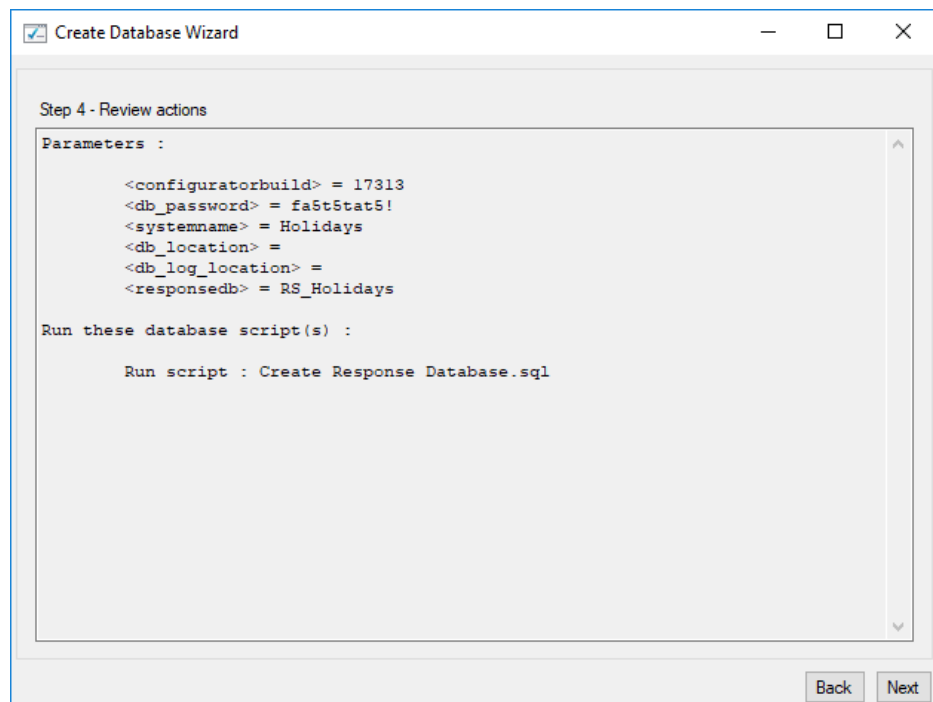 Create Database Wizard
Step 4 - Review actions
Parameters :
<configuratorbuild> = 17313
<db_password> = fa5t5tat5!
<systemname> = Holidays
<db_location> =
<db_log_location> =
<responsedb> = RS_Holidays
Run these database script(s) :
Run script : Create Response Database.sql
Back Next